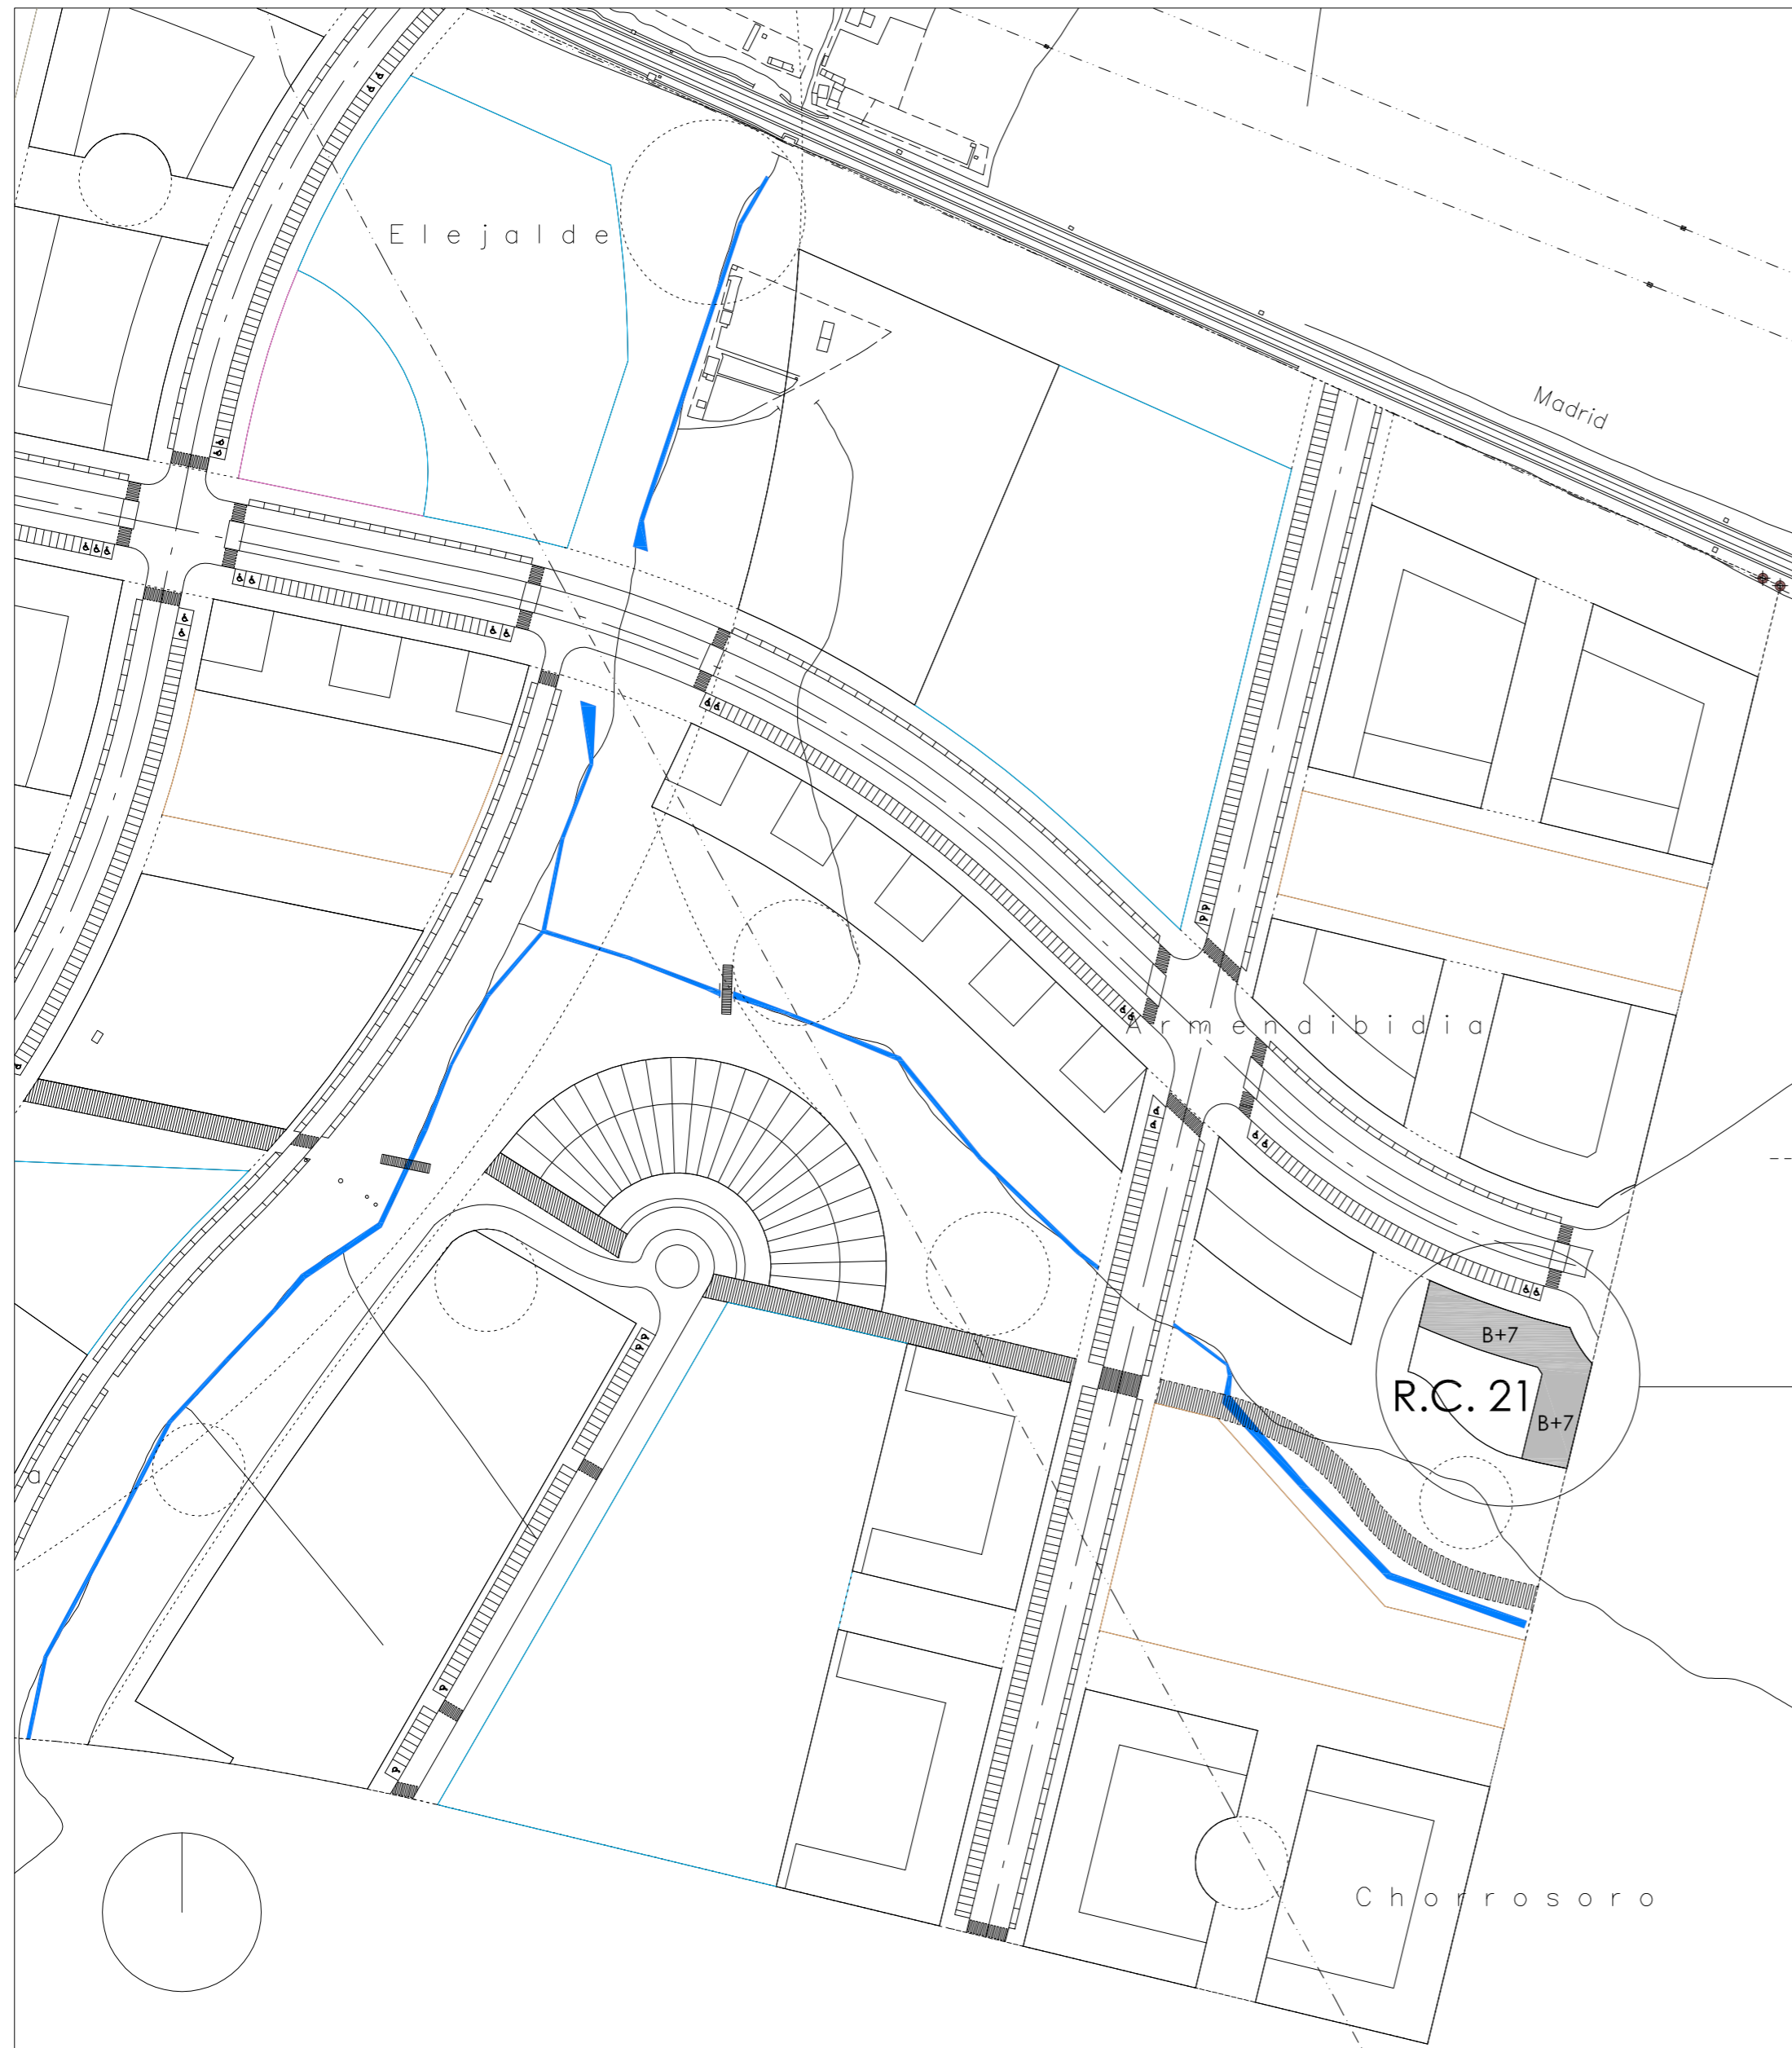 Elejalde
Madrid
Armendibidia
B+7
R.C. 21
B+7
a
Chorrosoro